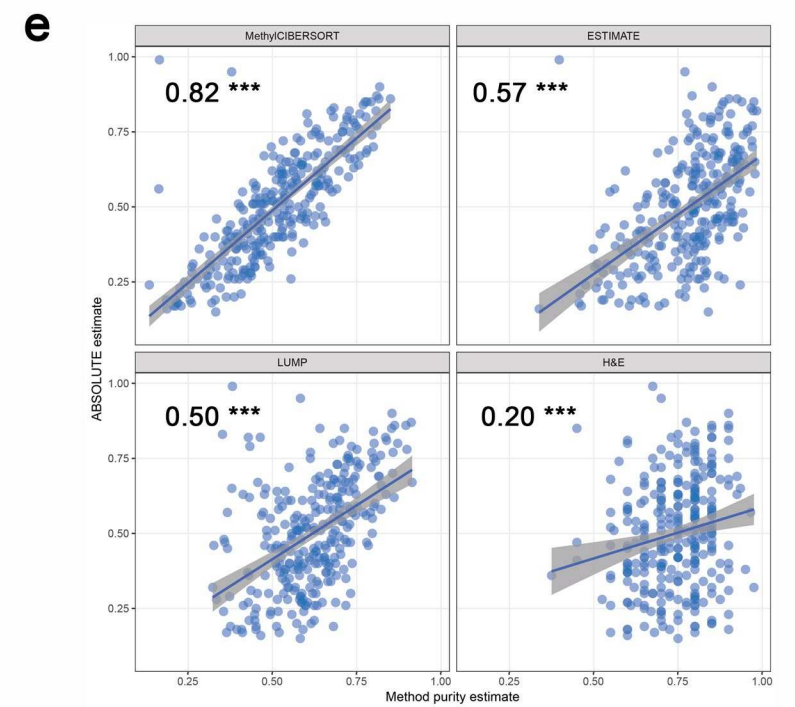 e
MethylCIBERSORT
ESTIMATE
1.00
0.82 ***
0.57 ***
0.75
0.50
0.25
ABSOLUTE estimate
LUMP
H&E
1.00
0.50 ***
0.20 ***
0.75
0.50
0.25
0.25 0.50 0.75 1.00 0.25 0.50 0.75 1.00
Method purity estimate